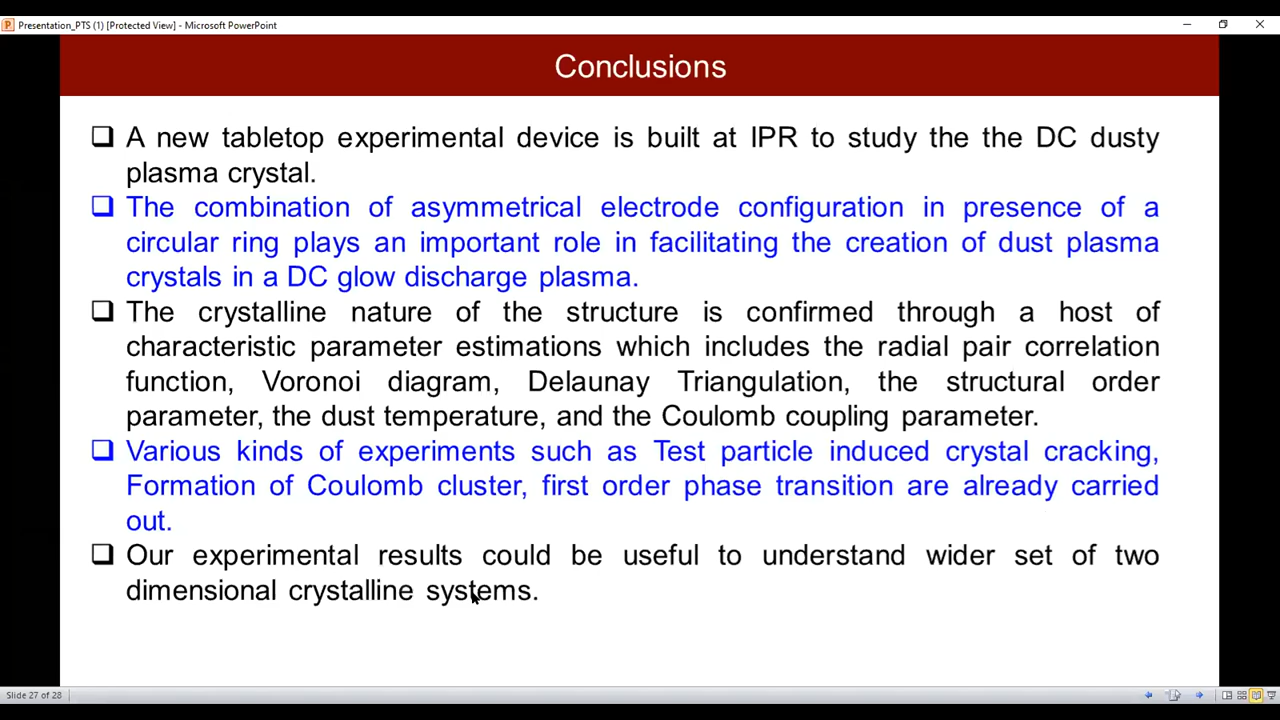 Presentation_PTS (1) [Protected View] - Microsoft PowerPoint
Conclusions
❑ A new tabletop experimental device is built at IPR to study the the DC dusty
plasma crystal.
❑ The combination of asymmetrical electrode configuration in presence of a
circular ring plays an important role in facilitating the creation of dust plasma
crystals in a DC glow discharge plasma.
❑ The crystalline nature of the structure is confirmed through a host of
characteristic parameter estimations which includes the radial pair correlation
function, Voronoi diagram, Delaunay Triangulation, the structural order
parameter, the dust temperature, and the Coulomb coupling parameter.
❑ Various kinds of experiments such as Test particle induced crystal cracking,
Formation of Coulomb cluster, first order phase transition are already carried
out.
❑ Our experimental results could be useful to understand wider set of two
dimensional crystalline systems.
Slide 27 of 28